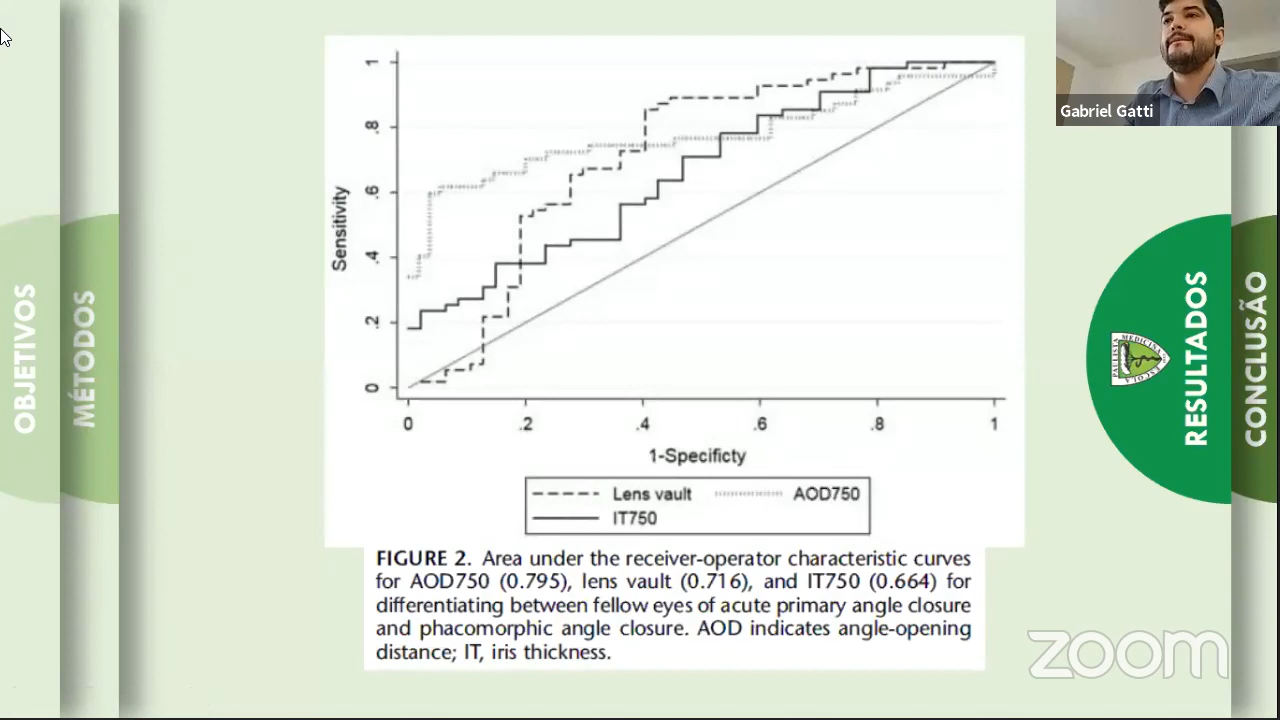 Gabriel Gatti
OBJETIVOS
MÉTODOS
1
.8
.6
.4
.2
0
Sensitivity
0
.2
.4
.6
.8
1
1-Specificty
Lens vault
AOD750
IT750
FIGURE 2. Area under the receiver-operator characteristic curves
for AOD750 (0.795), lens vault (0.716), and IT750 (0.664) for
differentiating between fellow eyes of acute primary angle closure
and phacomorphic angle closure. AOD indicates angle-opening
distance; IT, iris thickness.
RESULTADOS
CONCLUSÃO
PAULISTA
MEDICINA
ESCOLA
zoom